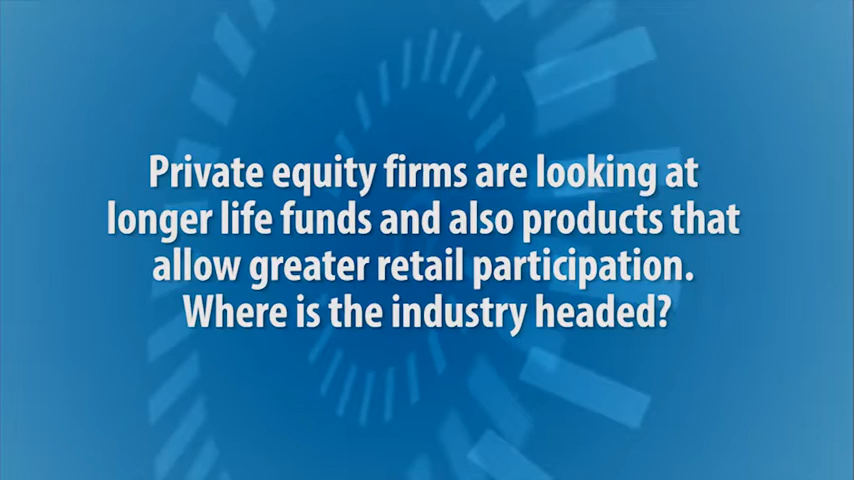 Private equity firms are looking at
longer life funds and also products that
allow greater retail participation.
Where is the industry headed?